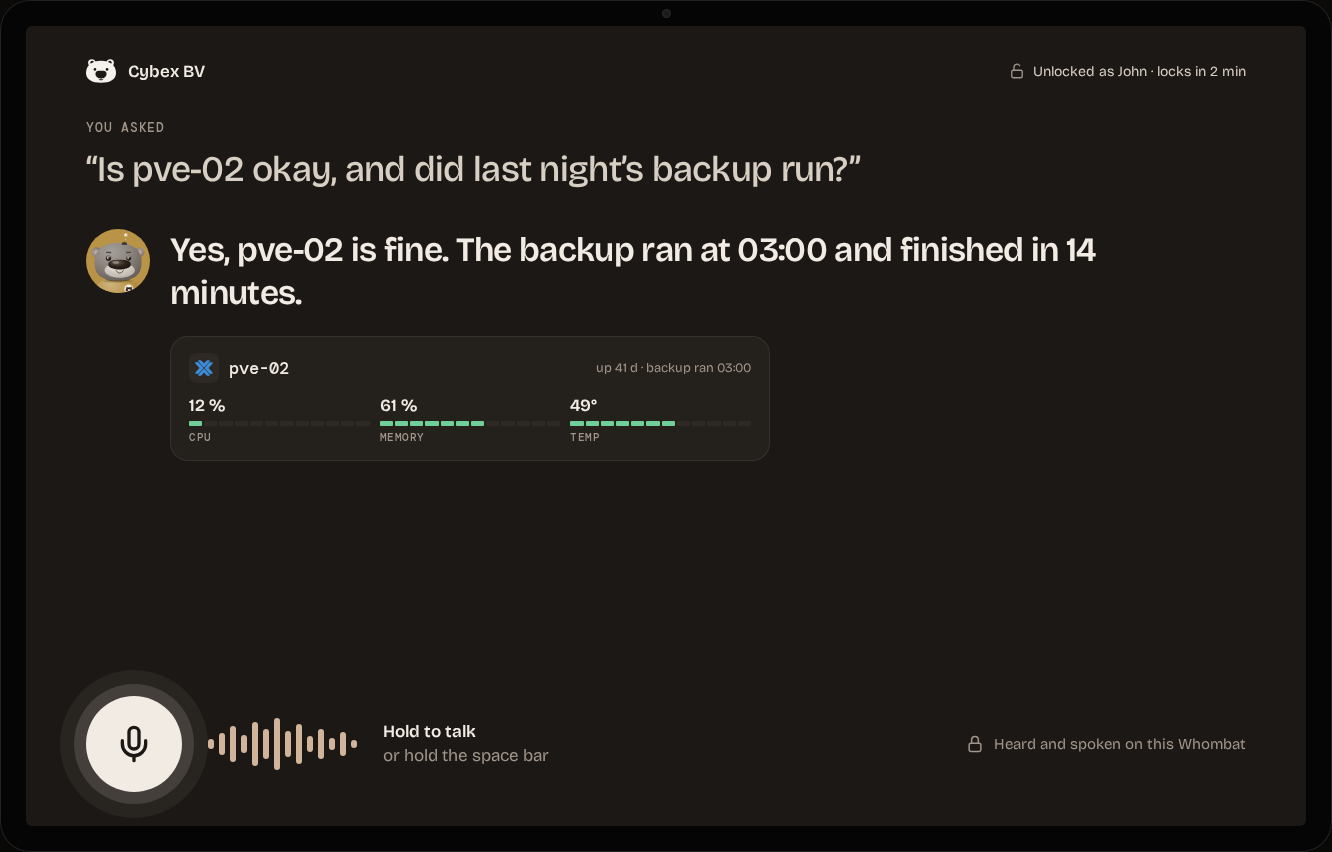 Cybex BV
Unlocked as John · locks in 2 min
YOU ASKED
“Is pve-02 okay, and did last night’s backup run?”
Yes, pve-02 is fine. The backup ran at 03:00 and finished in 14
minutes.
pve-02
up 41 d · backup ran 03:00
12 %
61 %
49°
CPU
MEMORY
TEMP
Hold to talk
or hold the space bar
Heard and spoken on this Whombat